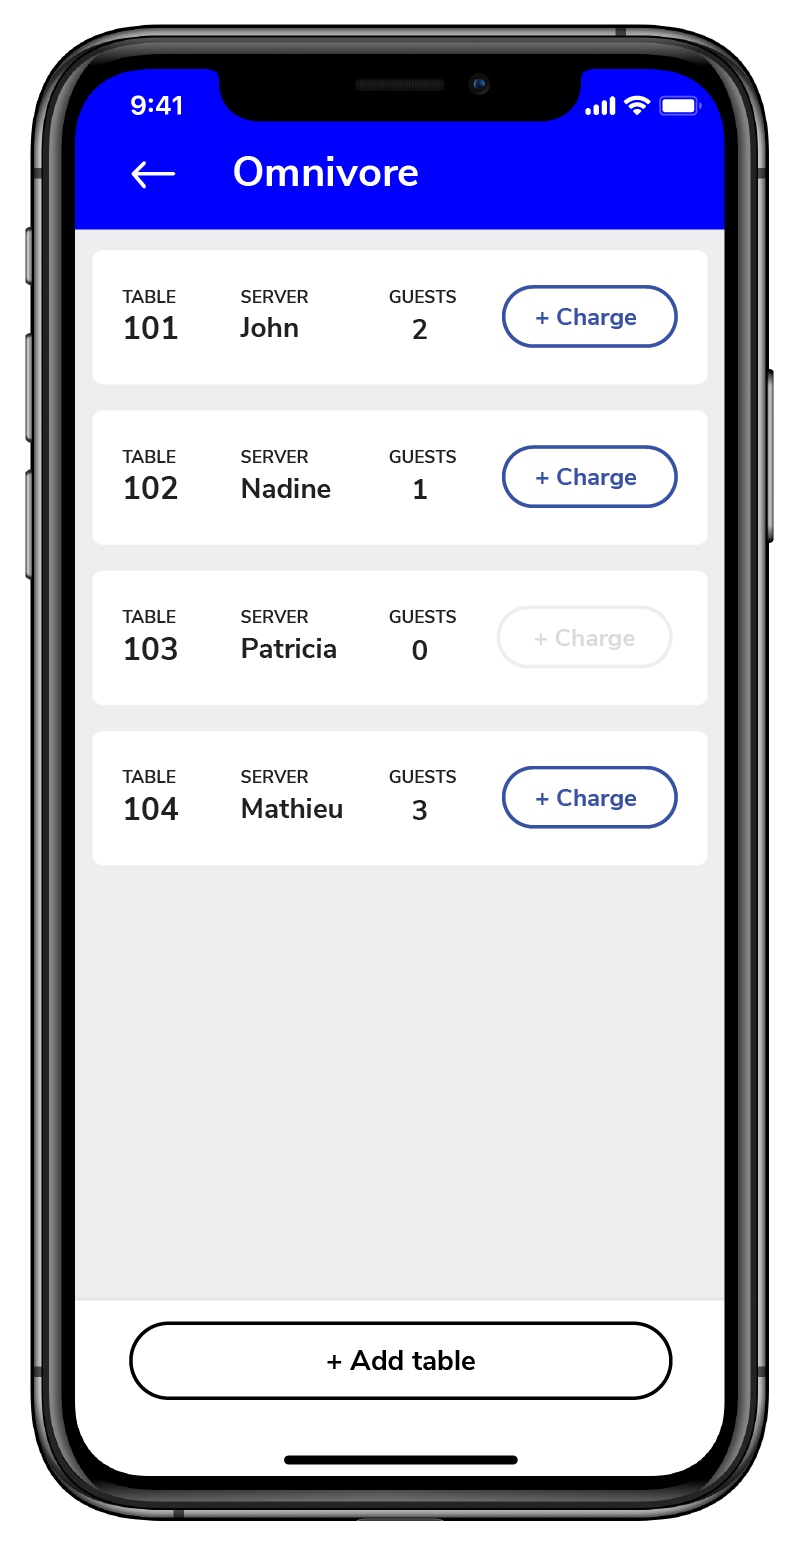 9:41
Omnivore
TABLE SERVER GUESTS
101 John 2 + Charge
TABLE SERVER GUESTS
102 Nadine 1 + Charge
TABLE SERVER GUESTS
103 Patricia 0 + Charge
TABLE SERVER GUESTS
104 Mathieu 3 + Charge
+ Add table